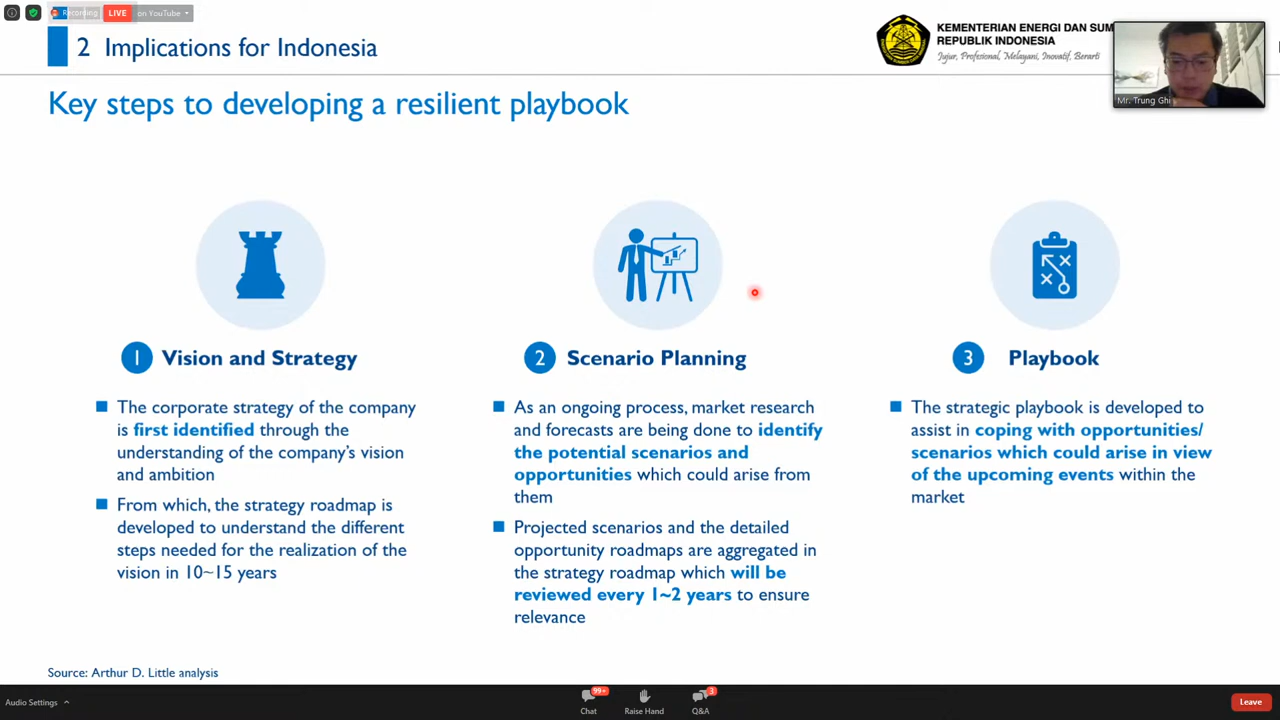 Recording
LIVE
on YouTube
2 Implications for Indonesia
KEMENTERIAN ENERGI DAN SUM
REPUBLIK INDONESIA
Jujur, Profesional, Melayani, Inovatif, Berarti
Mr. Trung Ghi
Key steps to developing a resilient playbook
1 Vision and Strategy
The corporate strategy of the company
is first identified through the
understanding of the company's vision
and ambition
From which, the strategy roadmap is
developed to understand the different
steps needed for the realization of the
vision in 10~15 years
2 Scenario Planning
As an ongoing process, market research
and forecasts are being done to identify
the potential scenarios and
opportunities which could arise from
them
Projected scenarios and the detailed
opportunity roadmaps are aggregated in
the strategy roadmap which will be
reviewed every 1~2 years to ensure
relevance
3 Playbook
The strategic playbook is developed to
assist in coping with opportunities/
scenarios which could arise in view
of the upcoming events within the
market
Source: Arthur D. Little analysis
Audio Settings
99+
Chat
Raise Hand
3
Q&A
Leave